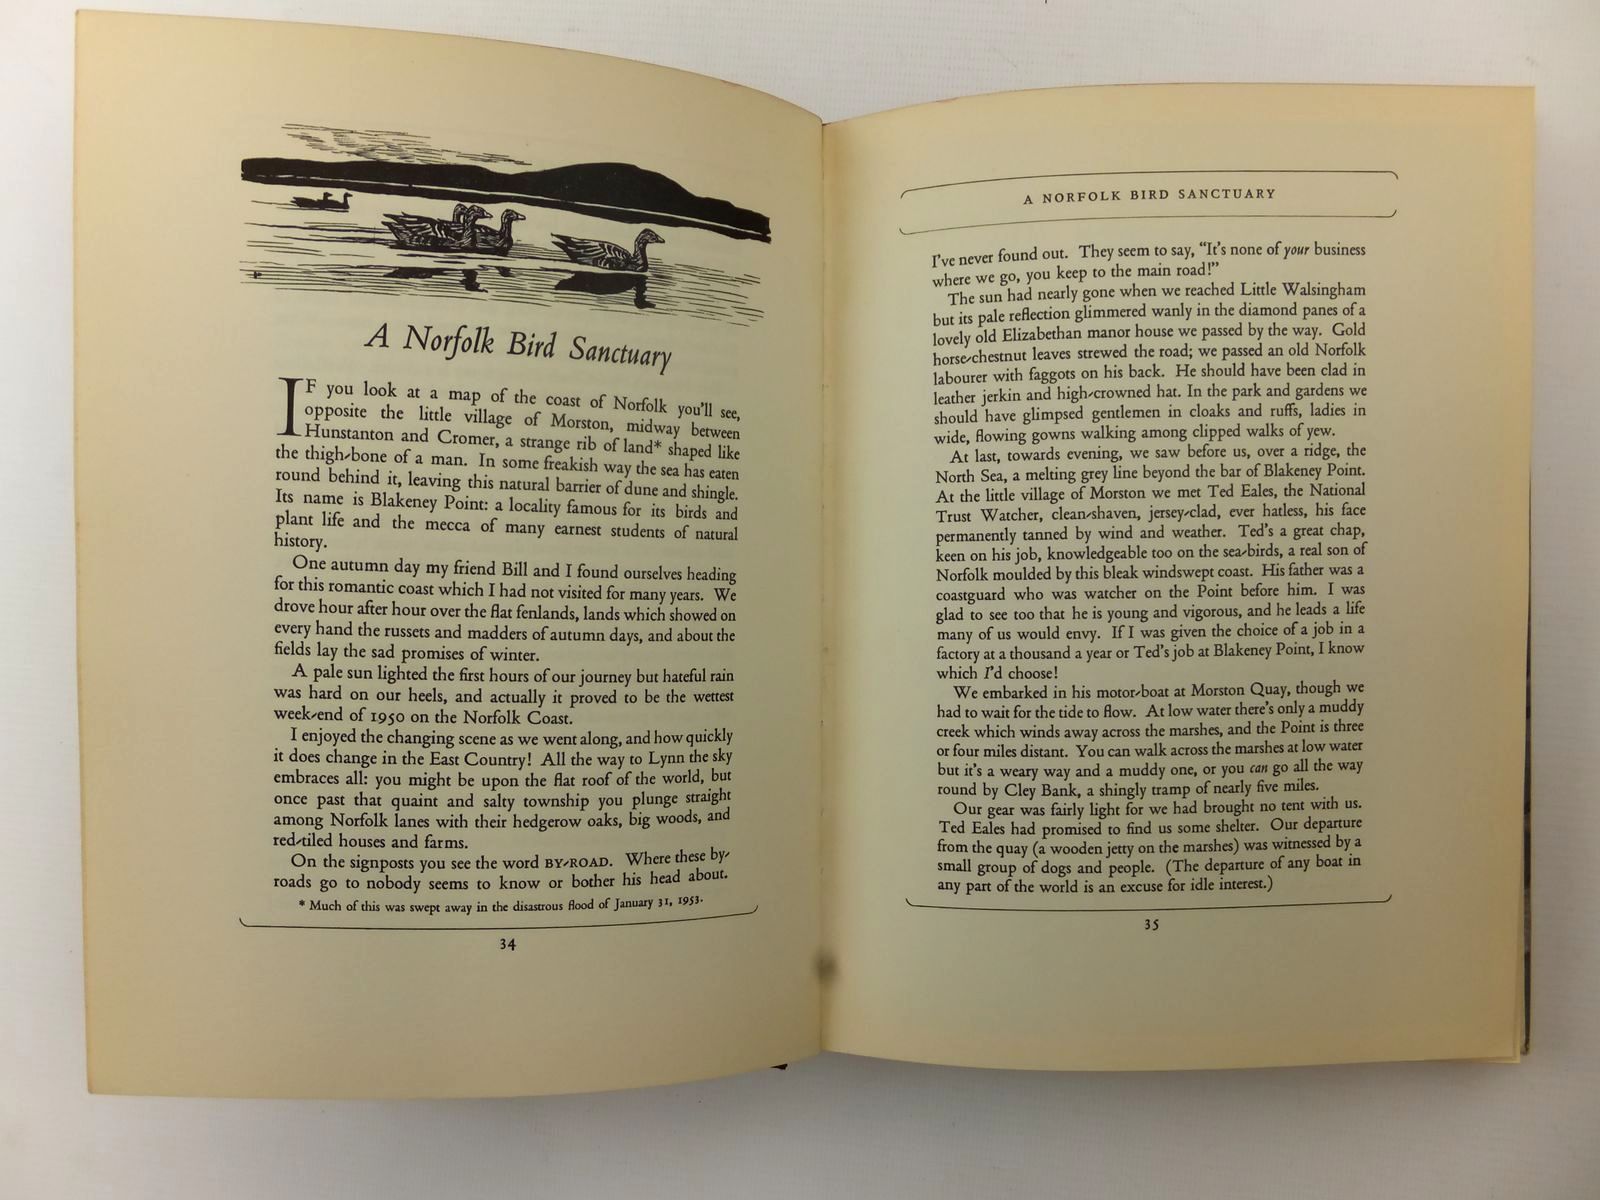 A Norfolk Bird Sanctuary
IF you look at a map of the coast of Norfolk you'll see,
opposite the little village of Morston, midway between
Hunstanton and Cromer, a strange rib of land* shaped like
the thigh-bone of a man. In some freakish way the sea has eaten
round behind it, leaving this natural barrier of dune and shingle.
Its name is Blakeney Point: a locality famous for its birds and
plant life and the mecca of many earnest students of natural
history.
One autumn day my friend Bill and I found ourselves heading
for this romantic coast which I had not visited for many years. We
drove hour after hour over the flat fenlands, lands which showed on
every hand the russets and madders of autumn days, and about the
fields lay the sad promises of winter.
A pale sun lighted the first hours of our journey but hateful rain
was hard on our heels, and actually it proved to be the wettest
week-end of 1950 on the Norfolk Coast.
I enjoyed the changing scene as we went along, and how quickly
it does change in the East Country! All the way to Lynn the sky
embraces all: you might be upon the flat roof of the world, but
once past that quaint and salty township you plunge straight
among Norfolk lanes with their hedgerow oaks, big woods, and
red-tiled houses and farms.
On the signposts you see the word BY-ROAD. Where these by-
roads go to nobody seems to know or bother his head about.
* Much of this was swept away in the disastrous flood of January 31, 1953.
34
A NORFOLK BIRD SANCTUARY
I've never found out. They seem to say, "It's none of your business
where we go, you keep to the main road!"
The sun had nearly gone when we reached Little Walsingham
but its pale reflection glimmered wanly in the diamond panes of a
lovely old Elizabethan manor house we passed by the way. Gold
horse-chestnut leaves strewed the road; we passed an old Norfolk
labourer with faggots on his back. He should have been clad in
leather jerkin and high-crowned hat. In the park and gardens we
should have glimpsed gentlemen in cloaks and ruffs, ladies in
wide, flowing gowns walking among clipped walks of yew.
At last, towards evening, we saw before us, over a ridge, the
North Sea, a melting grey line beyond the bar of Blakeney Point.
At the little village of Morston we met Ted Eales, the National
Trust Watcher, clean-shaven, jersey-clad, ever hatless, his face
permanently tanned by wind and weather. Ted's a great chap,
keen on his job, knowledgeable too on the sea-birds, a real son of
Norfolk moulded by this bleak windswept coast. His father was a
coastguard who was watcher on the Point before him. I was
glad to see too that he is young and vigorous, and he leads a life
many of us would envy. If I was given the choice of a job in a
factory at a thousand a year or Ted's job at Blakeney Point, I know
which I'd choose!
We embarked in his motor-boat at Morston Quay, though we
had to wait for the tide to flow. At low water there's only a muddy
creek which winds away across the marshes, and the Point is three
or four miles distant. You can walk across the marshes at low water
but it's a weary way and a muddy one, or you can go all the way
round by Cley Bank, a shingly tramp of nearly five miles.
Our gear was fairly light for we had brought no tent with us.
Ted Eales had promised to find us some shelter. Our departure
from the quay (a wooden jetty on the marshes) was witnessed by a
small group of dogs and people. (The departure of any boat in
any part of the world is an excuse for idle interest.)
35